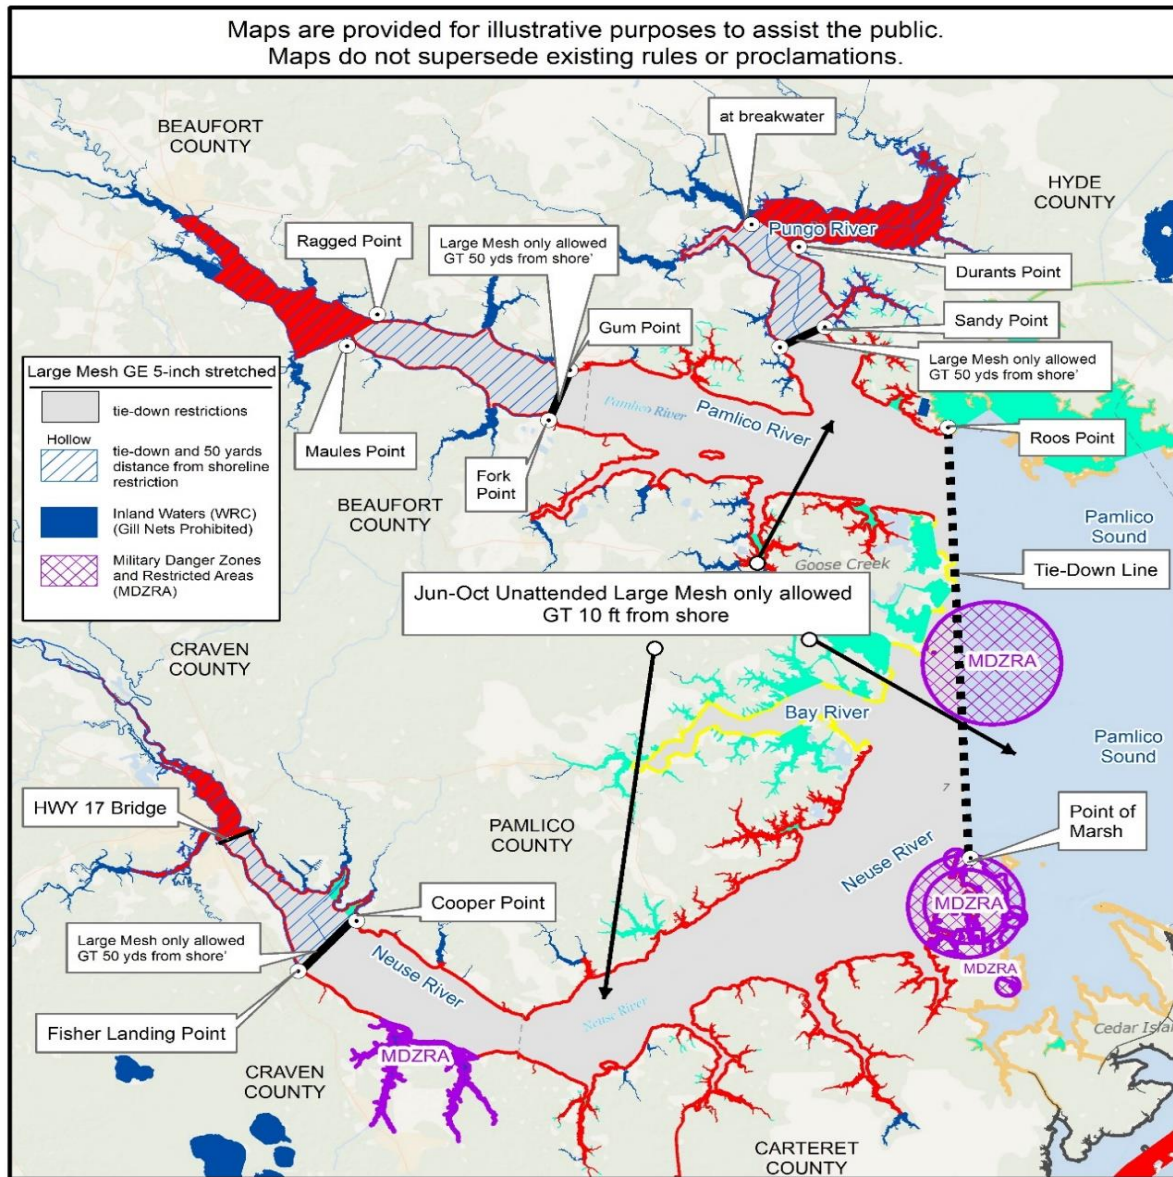 Maps are provided for illustrative purposes to assist the public.
Maps do not supersede existing rules or proclamations.
BEAUFORT
COUNTY
at breakwater
HYDE
COUNTY
Ragged Point
Large Mesh only allowed
GT 50 yds from shore'
Pungo River
Durants Point
Gum Point
Sandy Point
Large Mesh only allowed
GT 50 yds from shore'
Large Mesh GE 5-inch stretched
tie-down restrictions
Hollow
tie-down and 50 yards
distance from shoreline
restriction
Inland Waters (WRC)
(Gill Nets Prohibited)
Military Danger Zones
and Restricted Areas
(MDZRA)
Pamlico River
Pamlico River
Maules Point
Fork
Point
Roos Point
BEAUFORT
COUNTY
Pamlico
Sound
Goose Creek
Tie-Down Line
Jun-Oct Unattended Large Mesh only allowed
GT 10 ft from shore
CRAVEN
COUNTY
MDZRA
Bay River
Pamlico
Sound
7
HWY 17 Bridge
PAMLICO
COUNTY
Point of
Marsh
Neuse River
Cooper Point
MDZRA
Large Mesh only allowed
GT 50 yds from shore'
Neuse River
MDZRA
Neuse River
Fisher Landing Point
Cedar Islan
MDZRA
CRAVEN
COUNTY
CARTERET
COUNTY